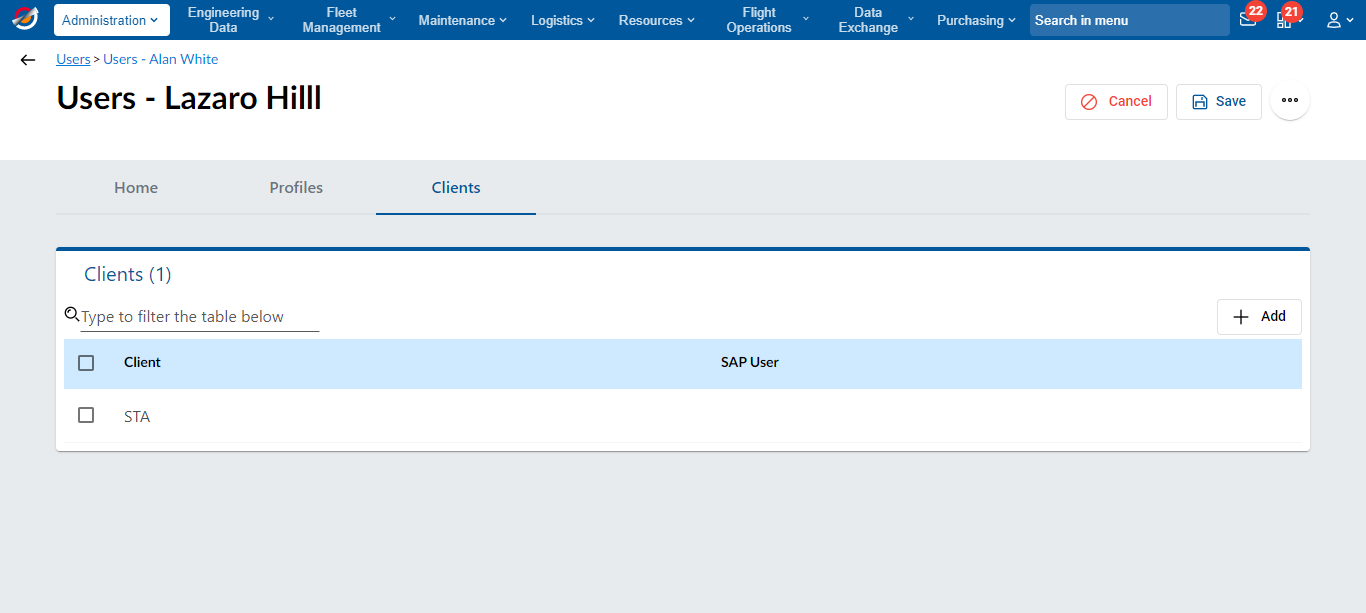 Administration
Engineering
Data
Fleet
Management
Maintenance
Logistics
Resources
Flight
Operations
Data
Exchange
Purchasing
Search in menu
22
21
Users > Users - Alan White
Users - Lazaro Hilll
Cancel
Save
Home
Profiles
Clients
Clients (1)
Type to filter the table below
Add
Client
SAP User
STA